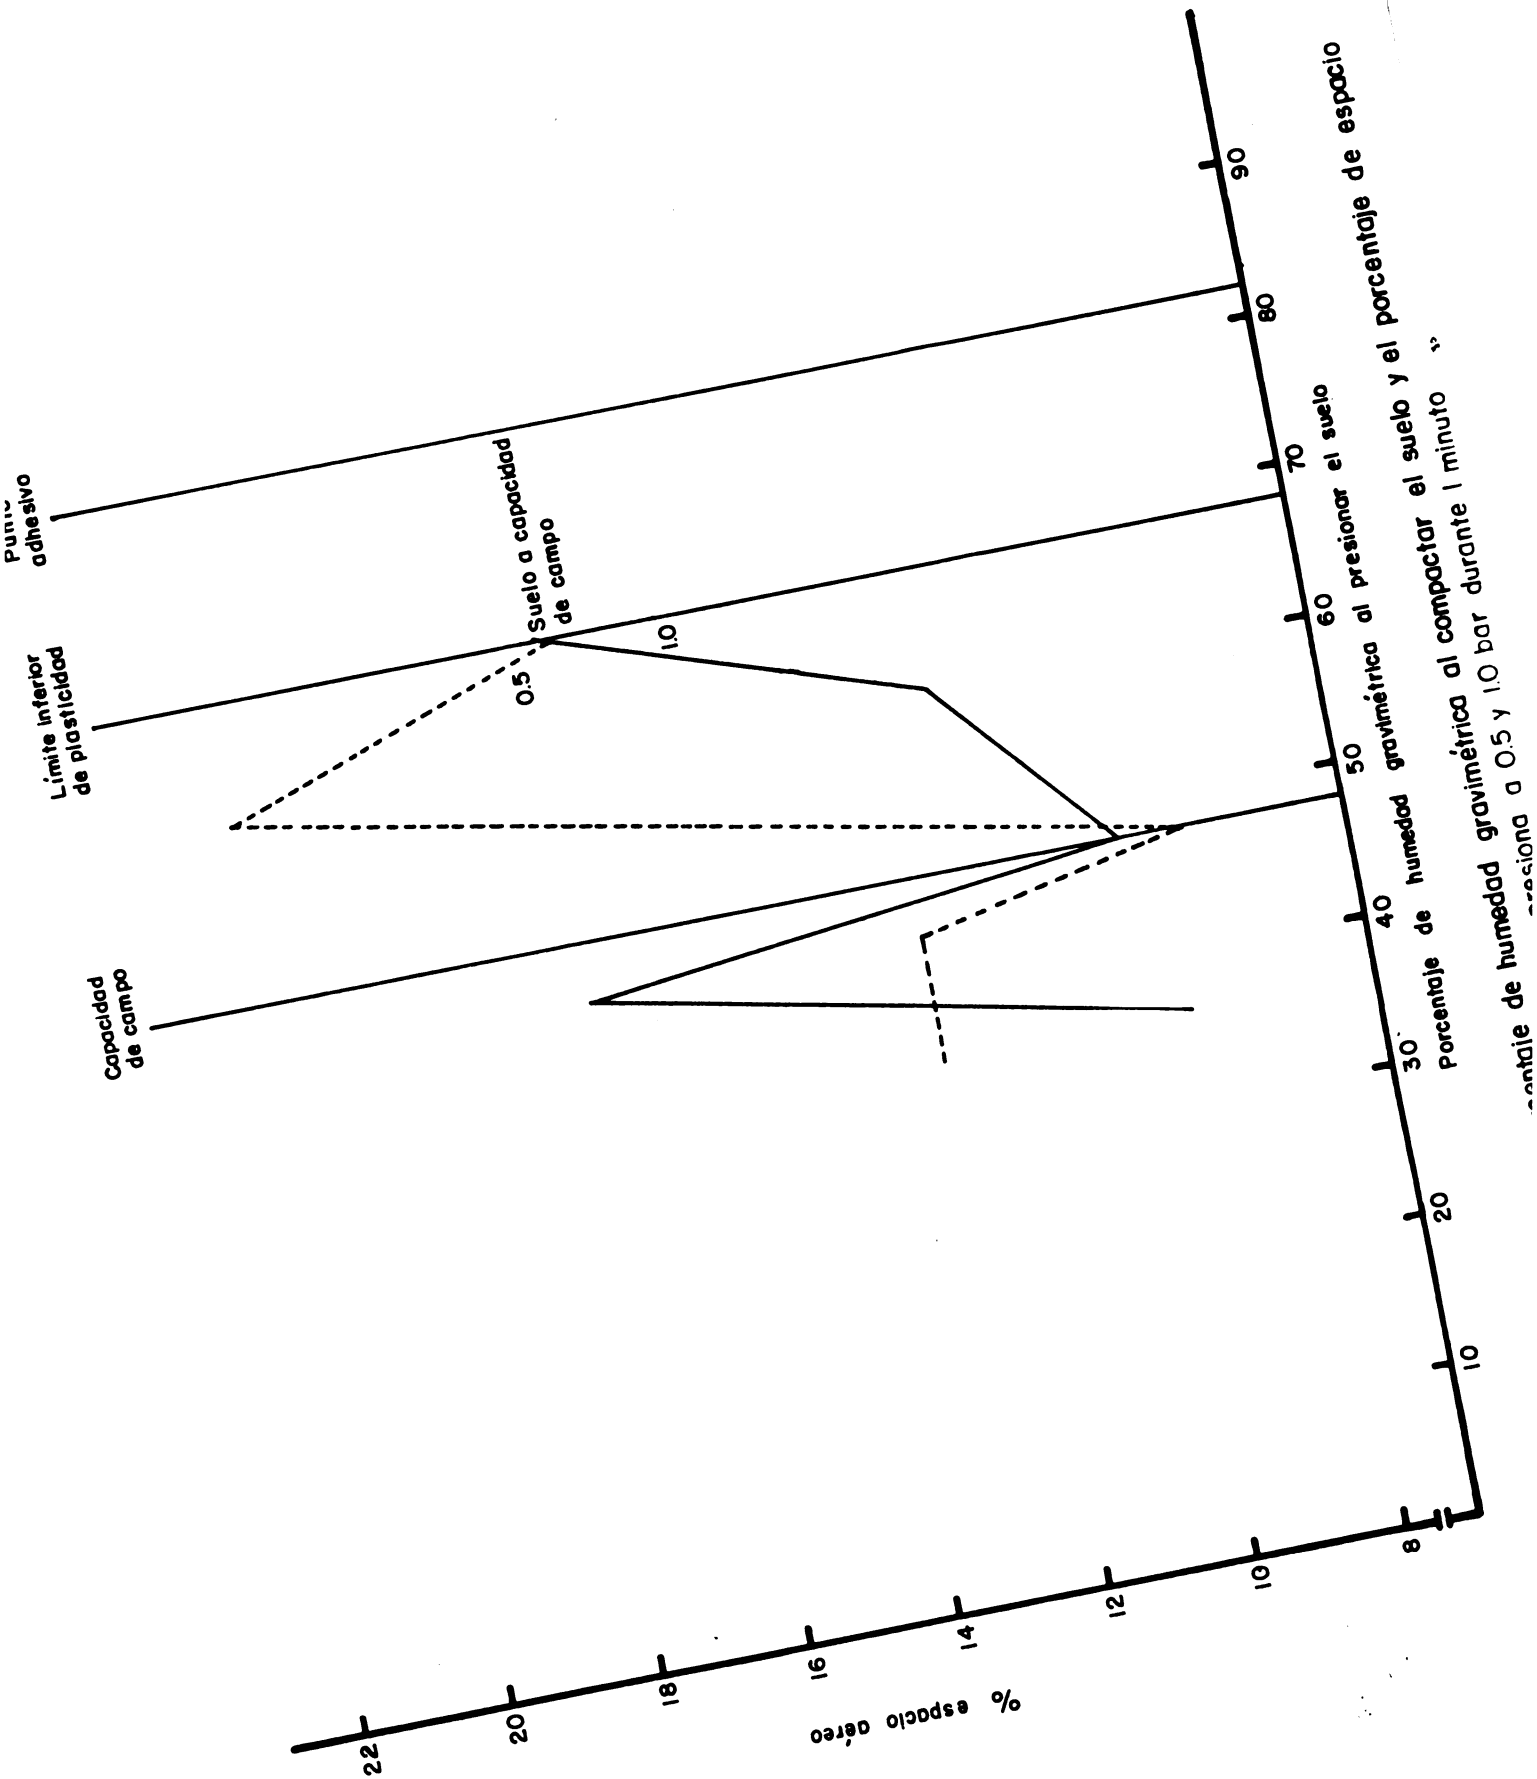 Capacidad
de campo
Límite inferior
de plasticidad
adhesivo
Suelo a capacidad
de campo
0.5
1.0
22
20
18
16
14
12
10
8
% espacio aéreo
10
20
30
40
50
60
70
80
90
Porcentaje de humedad gravimétrica al presionar el suelo
de humedad gravimétrica al compactar el suelo y el porcentaje de espacio
a 0.5 y 1.0 bar durante 1 minuto